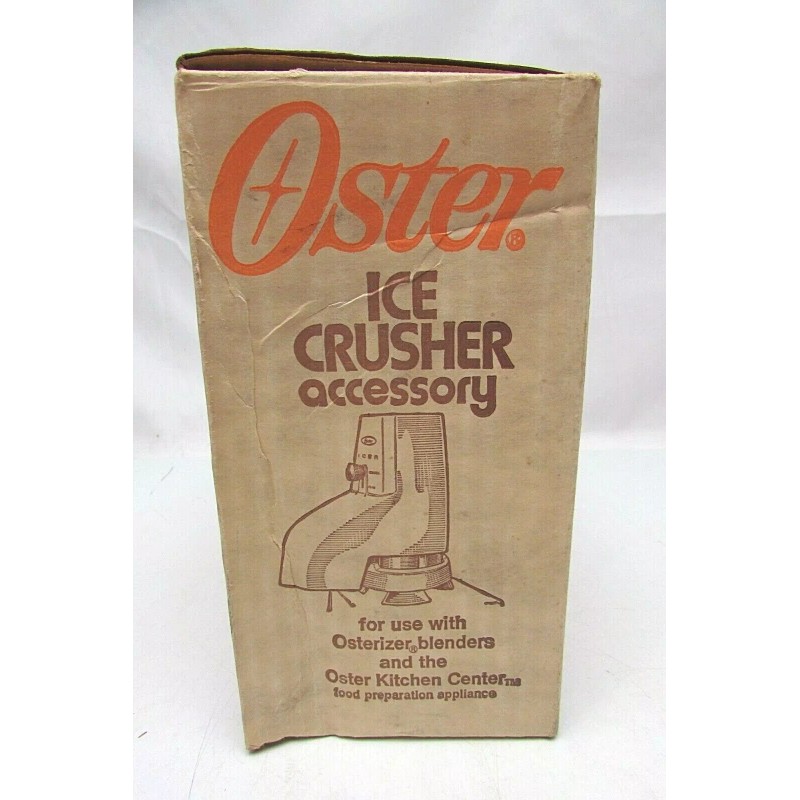 Oster®
ICE
CRUSHER
accessory
for use with
Osterizer® blenders
and the
Oster Kitchen Center™
food preparation appliance